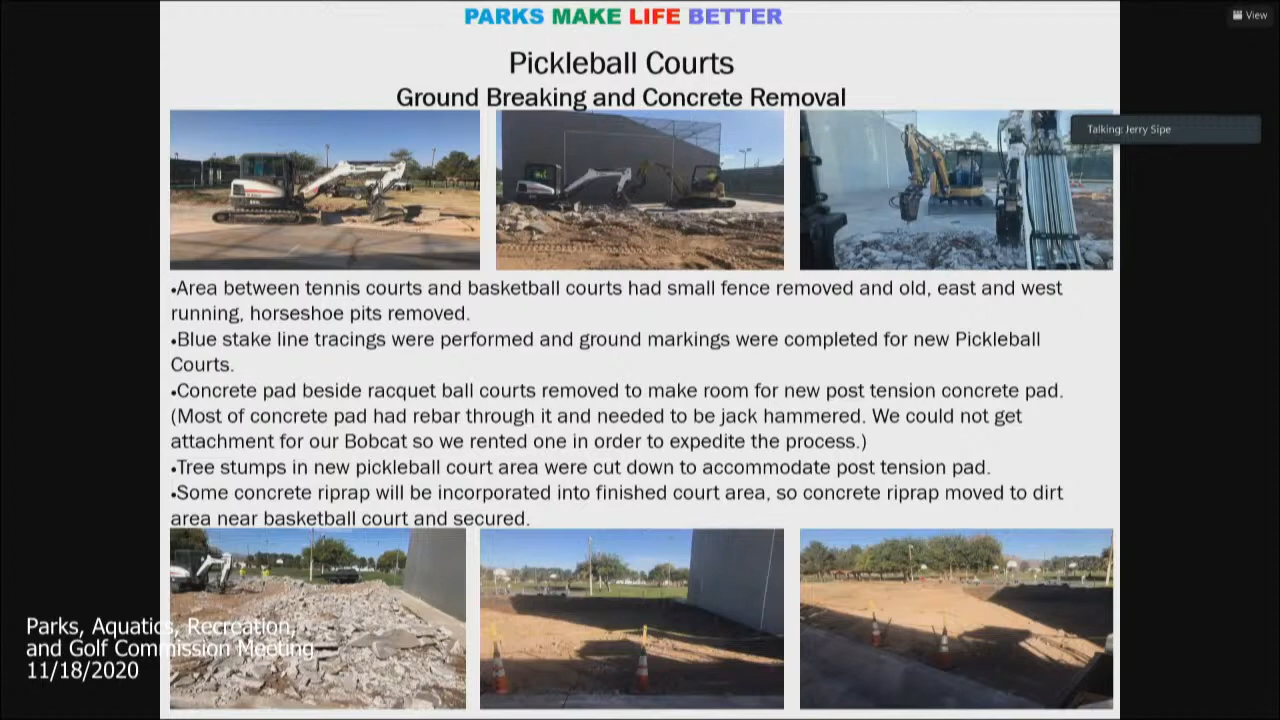 PARKS MAKE LIFE BETTER
View
Pickleball Courts
Ground Breaking and Concrete Removal
Talking: Jerry Sipe
•Area between tennis courts and basketball courts had small fence removed and old, east and west
running, horseshoe pits removed.
•Blue stake line tracings were performed and ground markings were completed for new Pickleball
Courts.
•Concrete pad beside racquet ball courts removed to make room for new post tension concrete pad.
(Most of concrete pad had rebar through it and needed to be jack hammered. We could not get
attachment for our Bobcat so we rented one in order to expedite the process.)
•Tree stumps in new pickleball court area were cut down to accommodate post tension pad.
•Some concrete riprap will be incorporated into finished court area, so concrete riprap moved to dirt
area near basketball court and secured.
Parks, Aquatics, Recreation,
and Golf Commission Meeting
11/18/2020